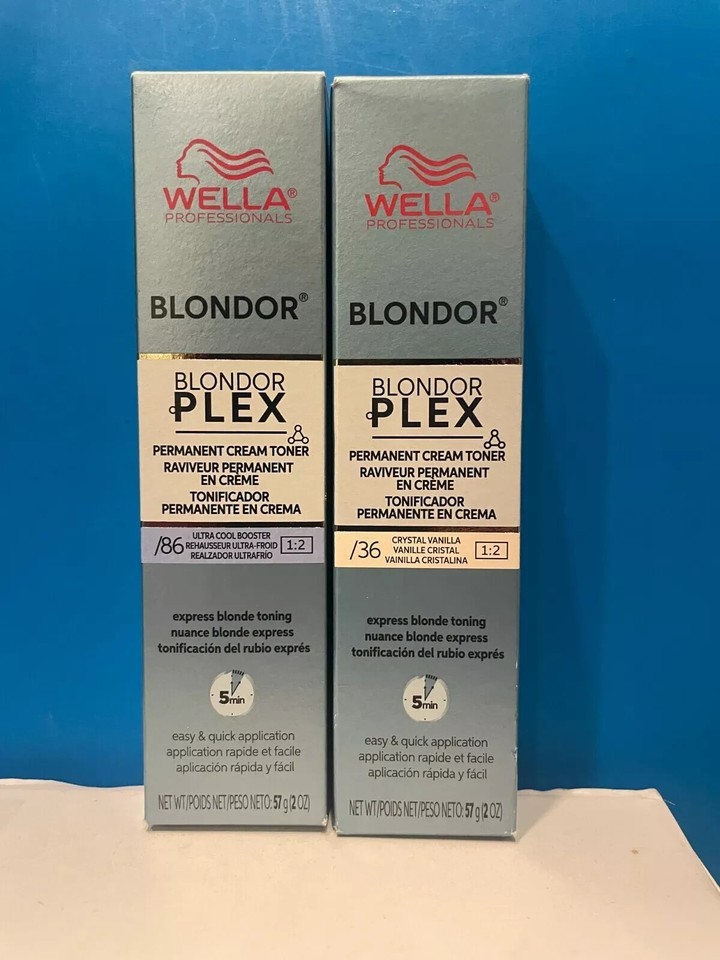 WELLA®
PROFESSIONALS
BLONDOR®
BLONDOR
PLEX
PERMANENT CREAM TONER
RAVIVEUR PERMANENT
EN CRÈME
TONIFICADOR
PERMANENTE EN CREMA
/86
ULTRA COOL BOOSTER
REHAUSSEUR ULTRA-FROID
REALZADOR ULTRAFRÍO
1:2
express blonde toning
nuance blonde express
tonificación del rubio exprés
5min
easy & quick application
application rapide et facile
aplicación rápida y fácil
NET WT/POIDS NET/PESO NETO: 57 g (2 OZ)
WELLA®
PROFESSIONALS
BLONDOR®
BLONDOR
PLEX
PERMANENT CREAM TONER
RAVIVEUR PERMANENT
EN CRÈME
TONIFICADOR
PERMANENTE EN CREMA
/36
CRYSTAL VANILLA
VANILLE CRISTAL
VAINILLA CRISTALINA
1:2
express blonde toning
nuance blonde express
tonificación del rubio exprés
5min
easy & quick application
application rapide et facile
aplicación rápida y fácil
NET WT/POIDS NET/PESO NETO: 57 g (2 OZ)